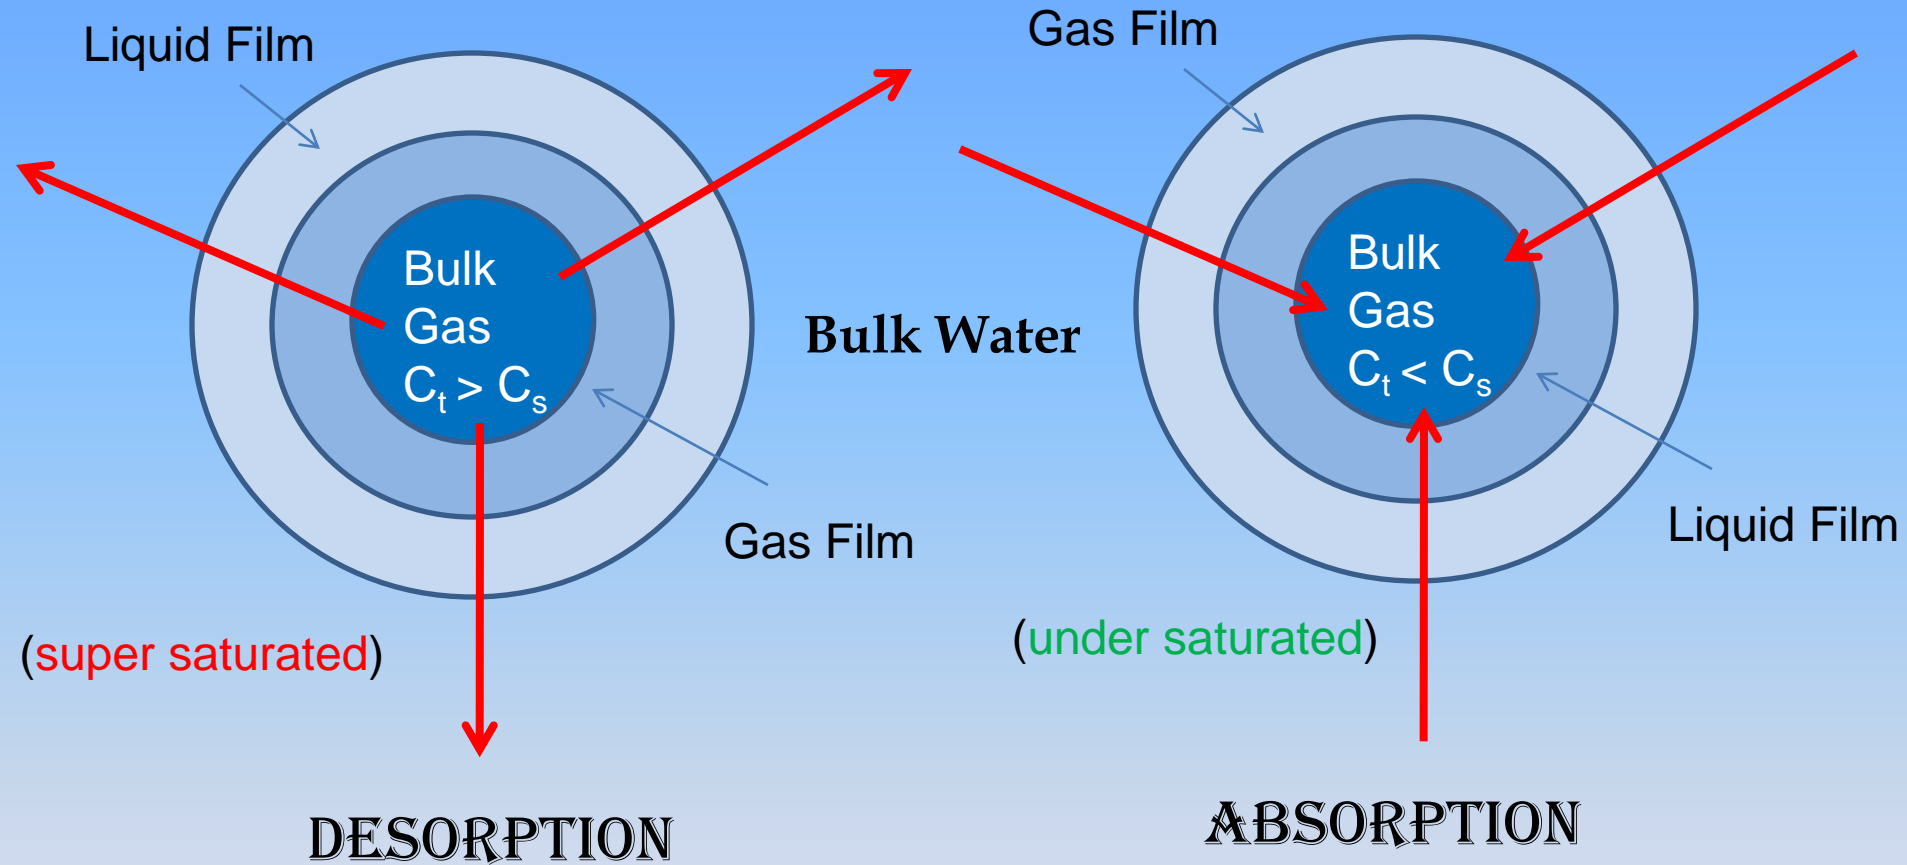 Liquid Film
Gas Film
Bulk
Gas
Cₜ > Cₛ
Bulk Water
Bulk
Gas
Cₜ < Cₛ
Gas Film
Liquid Film
(super saturated)
(under saturated)
DESORPTION
ABSORPTION